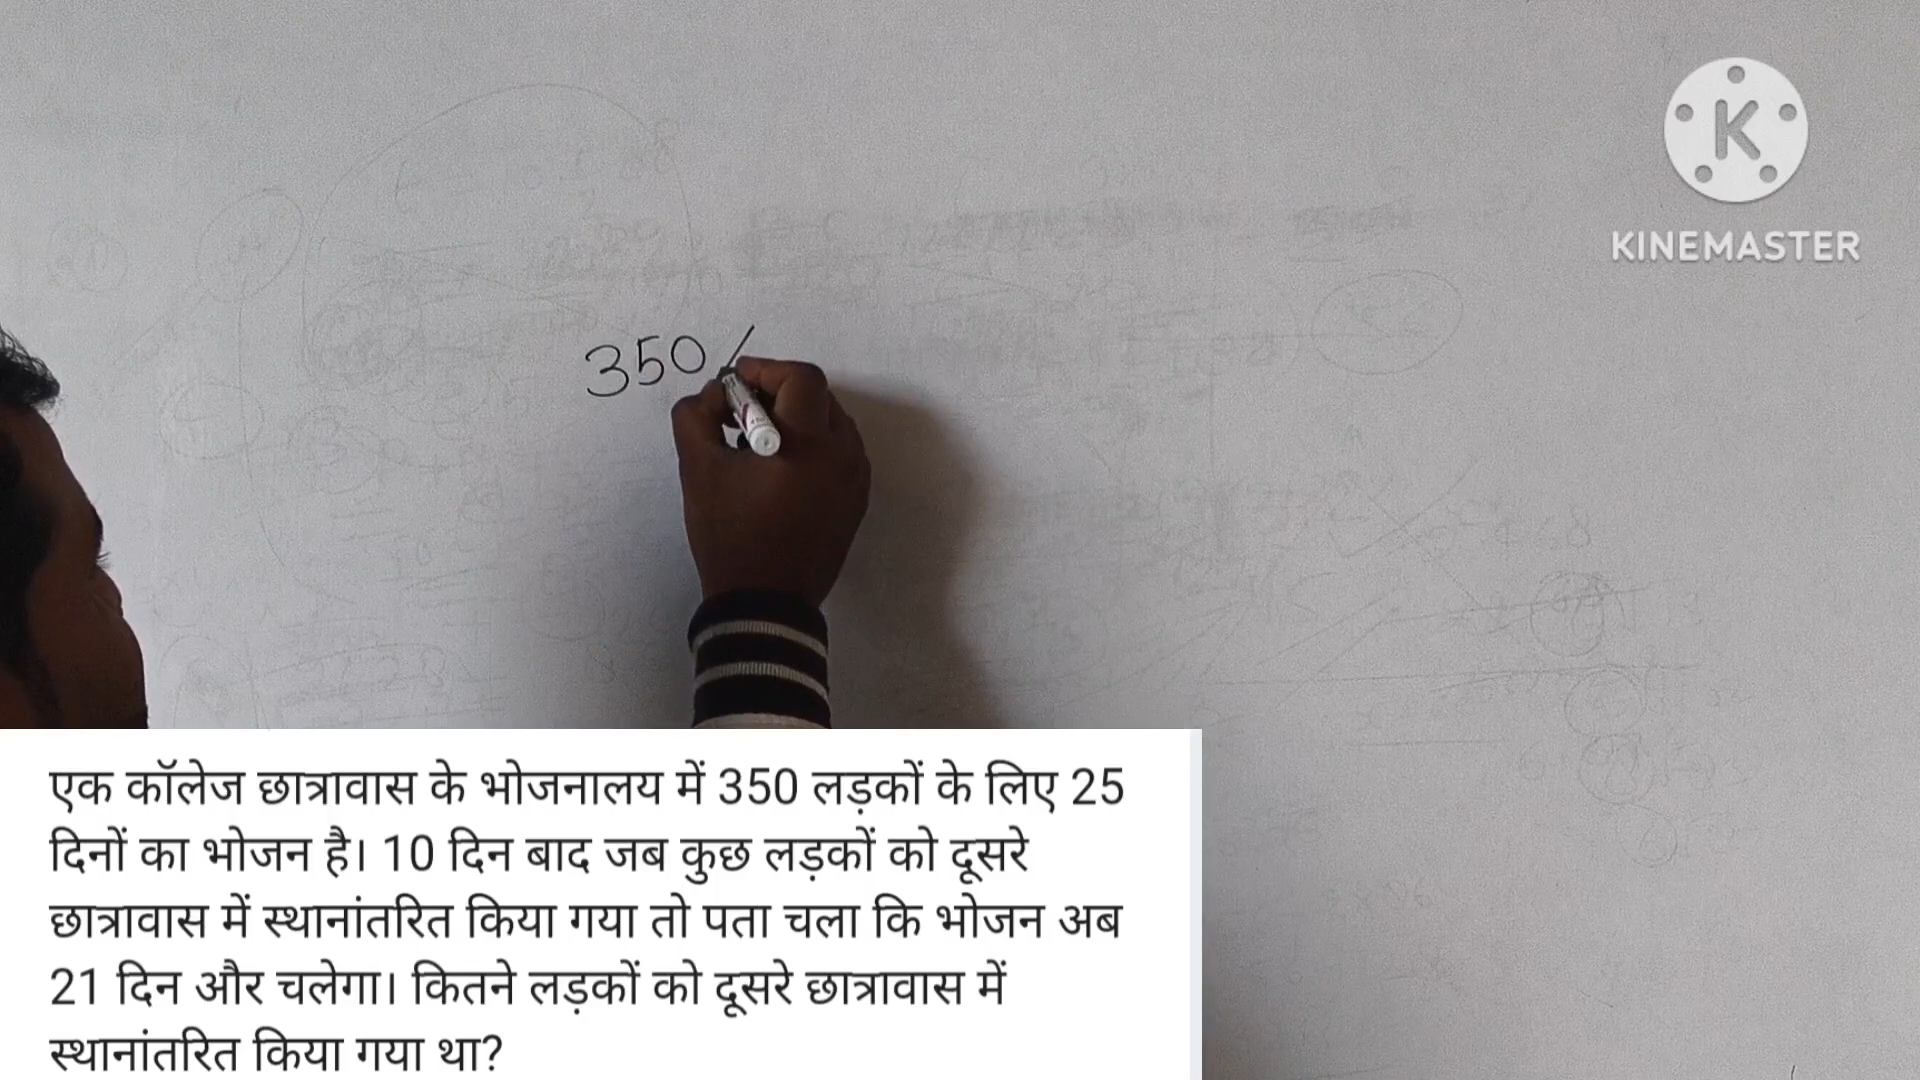 KINEMASTER
350
एक कॉलेज छात्रावास के भोजनालय में 350 लड़कों के लिए 25
दिनों का भोजन है। 10 दिन बाद जब कुछ लड़कों को दूसरे
छात्रावास में स्थानांतरित किया गया तो पता चला कि भोजन अब
21 दिन और चलेगा। कितने लड़कों को दूसरे छात्रावास में
स्थानांतरित किया गया था?